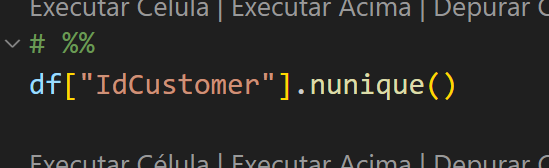 Executar Célula | Executar Acima | Depurar C
# %%
df["IdCustomer"].nunique()
Executar Célula | Executar Acima | Depurar C